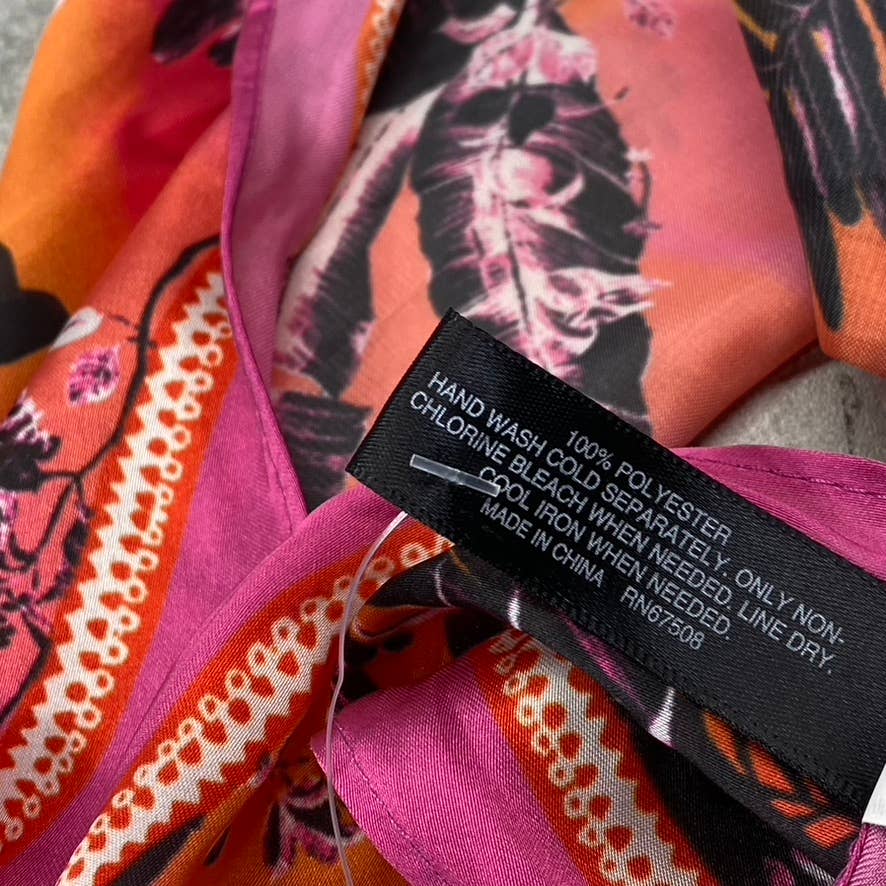 100% POLYESTER
HAND WASH COLD SEPARATELY. ONLY NON-
CHLORINE BLEACH WHEN NEEDED. LINE DRY.
COOL IRON WHEN NEEDED.
MADE IN CHINA
RN67508